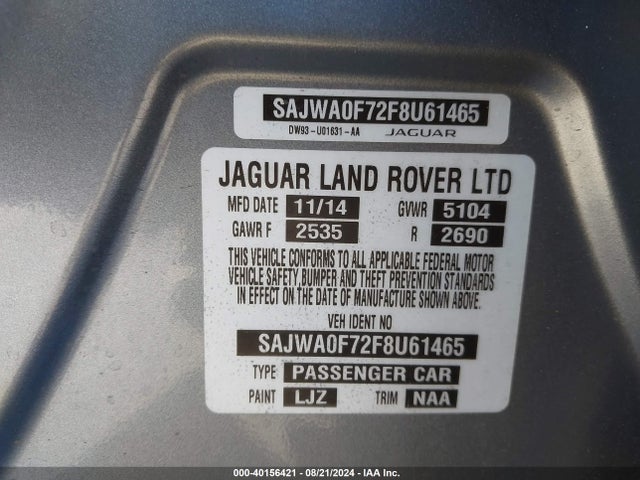 SAJWA0F72F8U61465
DW93-U01631-AA JAGUAR
JAGUAR LAND ROVER LTD
MFD DATE 11/14 GVWR 5104
GAWR F 2535 R 2690
THIS VEHICLE CONFORMS TO ALL APPLICABLE FEDERAL MOTOR
VEHICLE SAFETY, BUMPER AND THEFT PREVENTION STANDARDS
IN EFFECT ON THE DATE OF MANUFACTURE SHOWN ABOVE.
VEH IDENT NO
SAJWA0F72F8U61465
TYPE PASSENGER CAR
PAINT LJZ TRIM NAA
000-40156421 - 08/21/2024 - IAA Inc.